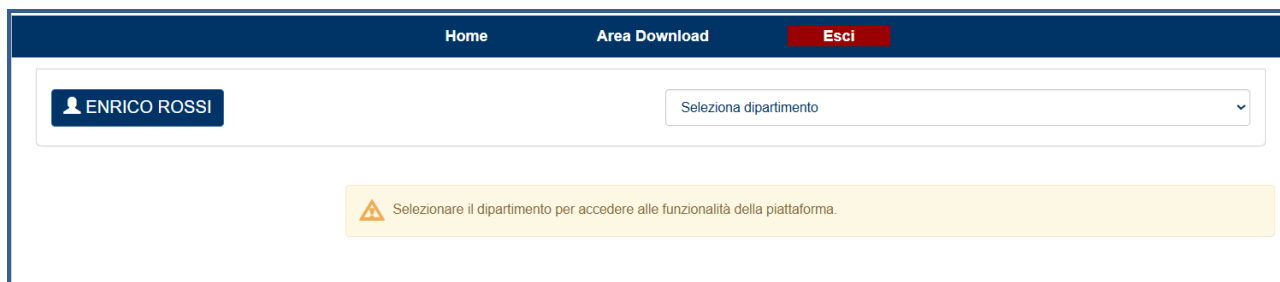 Home Area Download Esci
ENRICO ROSSI Seleziona dipartimento
Selezionare il dipartimento per accedere alle funzionalità della piattaforma.